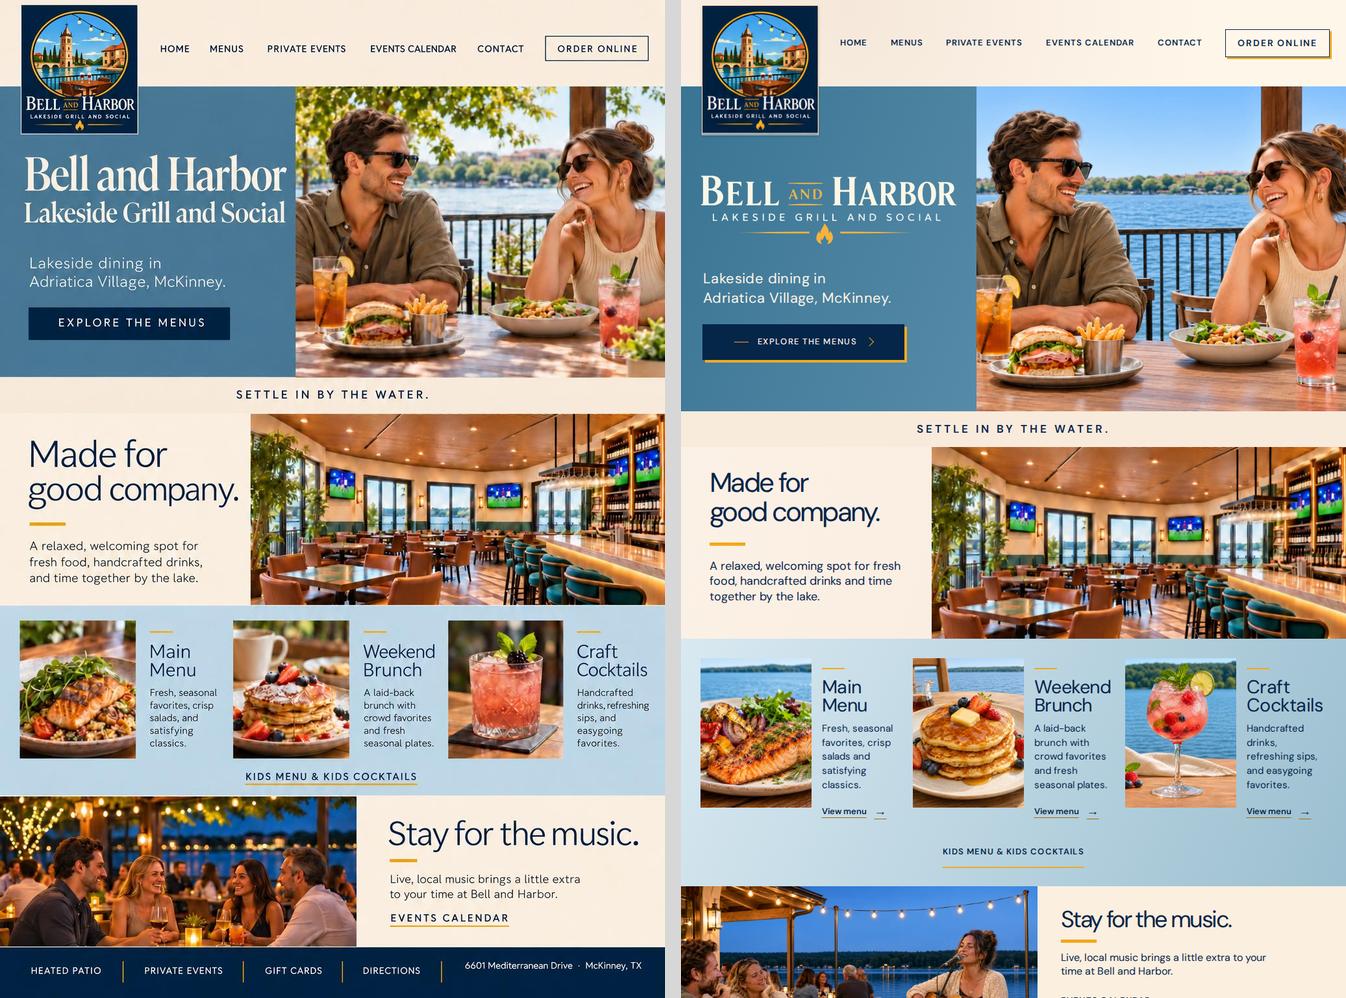 BELL AND HARBOR
LAKESIDE GRILL AND SOCIAL
HOME
MENUS
PRIVATE EVENTS
EVENTS CALENDAR
CONTACT
ORDER ONLINE
Bell and Harbor
Lakeside Grill and Social
Lakeside dining in
Adriatica Village, McKinney.
EXPLORE THE MENUS
SETTLE IN BY THE WATER.
Made for
good company.
A relaxed, welcoming spot for
fresh food, handcrafted drinks,
and time together by the lake.
Main
Menu
Fresh, seasonal
favorites, crisp
salads, and
satisfying
classics.
Weekend
Brunch
A laid-back
brunch with
crowd favorites
and fresh
seasonal plates.
Craft
Cocktails
Handcrafted
drinks, refreshing
sips, and
easygoing
favorites.
KIDS MENU & KIDS COCKTAILS
Stay for the music.
Live, local music brings a little extra
to your time at Bell and Harbor.
EVENTS CALENDAR
HEATED PATIO
PRIVATE EVENTS
GIFT CARDS
DIRECTIONS
6601 Mediterranean Drive · McKinney, TX
BELL AND HARBOR
LAKESIDE GRILL AND SOCIAL
HOME
MENUS
PRIVATE EVENTS
EVENTS CALENDAR
CONTACT
ORDER ONLINE
BELL AND HARBOR
LAKESIDE GRILL AND SOCIAL
Lakeside dining in
Adriatica Village, McKinney.
EXPLORE THE MENUS
SETTLE IN BY THE WATER.
Made for
good company.
A relaxed, welcoming spot for fresh
food, handcrafted drinks and time
together by the lake.
Main
Menu
Fresh, seasonal
favorites, crisp
salads and
satisfying
classics.
View menu →
Weekend
Brunch
A laid-back
brunch with
crowd favorites
and fresh
seasonal plates.
View menu →
Craft
Cocktails
Handcrafted
drinks,
refreshing sips,
and easygoing
favorites.
View menu →
KIDS MENU & KIDS COCKTAILS
Stay for the music.
Live, local music brings a little extra to your
time at Bell and Harbor.